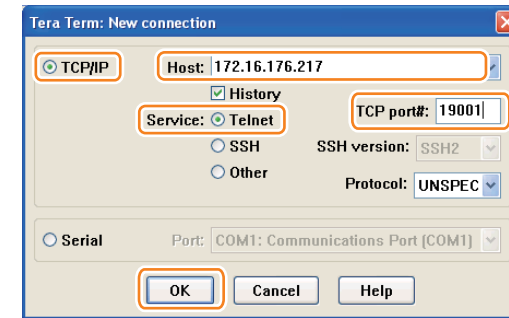 Tera Term: New connection
TCP/IP Host: 172.16.176.217
History
Service: Telnet TCP port#: 19001
SSH SSH version: SSH2
Other Protocol: UNSPEC
Serial Port: COM1: Communications Port (COM1)
OK Cancel Help